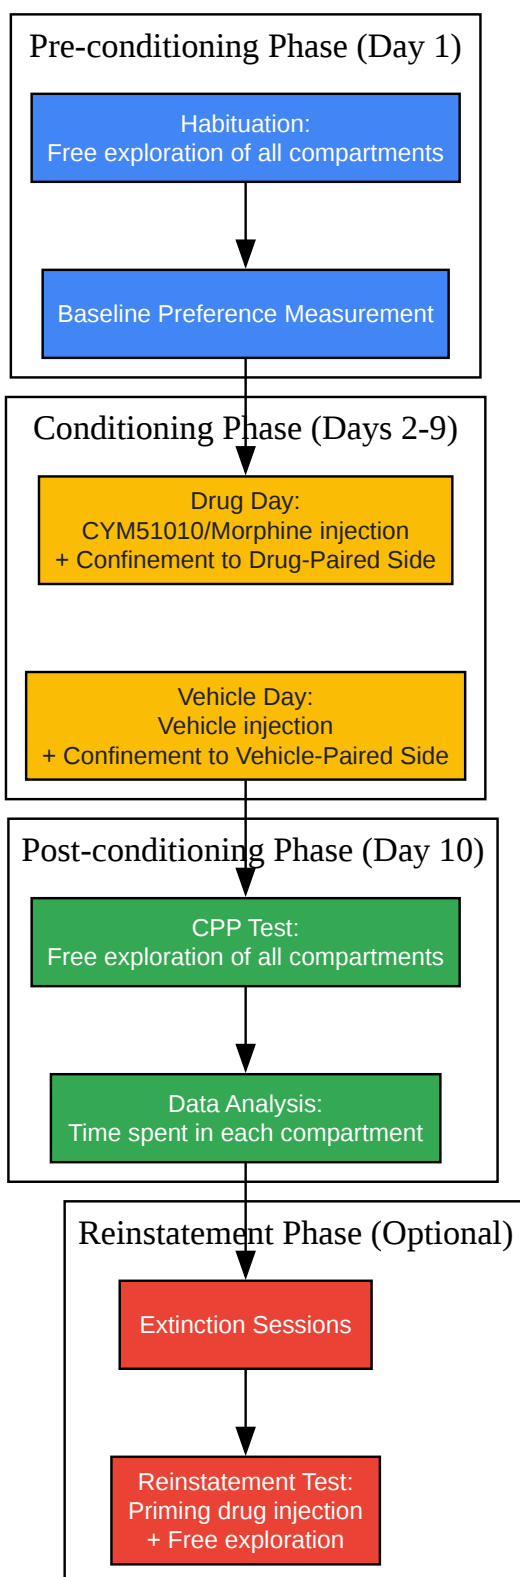 Pre-conditioning Phase (Day 1)
Habituation:
Free exploration of all compartments
Baseline Preference Measurement
Conditioning Phase (Days 2-9)
Drug Day:
CYM51010/Morphine injection
+ Confinement to Drug-Paired Side
Vehicle Day:
Vehicle injection
+ Confinement to Vehicle-Paired Side
Post-conditioning Phase (Day 10)
CPP Test:
Free exploration of all compartments
Data Analysis:
Time spent in each compartment
Reinstatement Phase (Optional)
Extinction Sessions
Reinstatement Test:
Priming drug injection
+ Free exploration